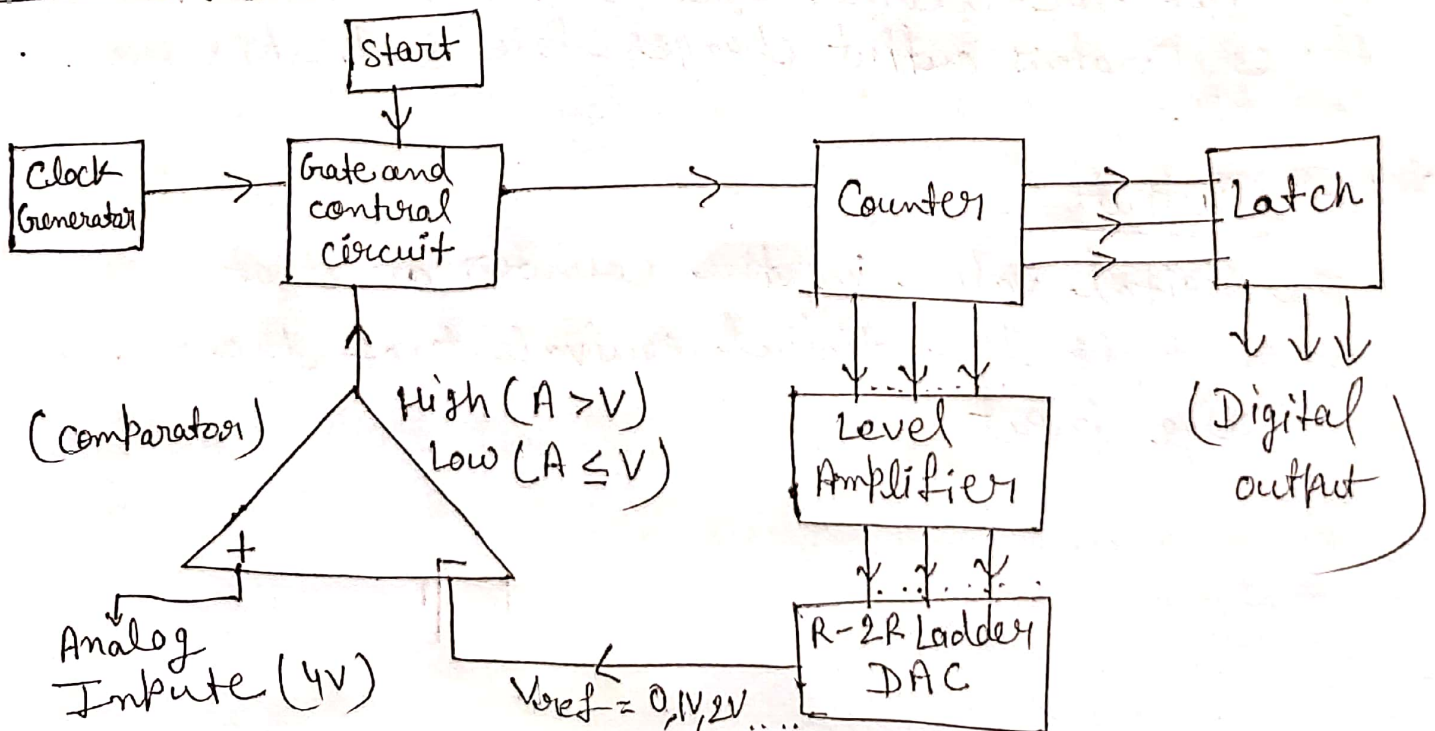 Start
Clock
Generator
Gate and
control
circuit
Counter
Latch
(Comparator)
High (A > V)
Low (A ≤ V)
Level
Amplifier
(Digital
output)
+
−
Analog
Inpute (4V)
Vref = 0,1V,2V....
R-2R Ladder
DAC